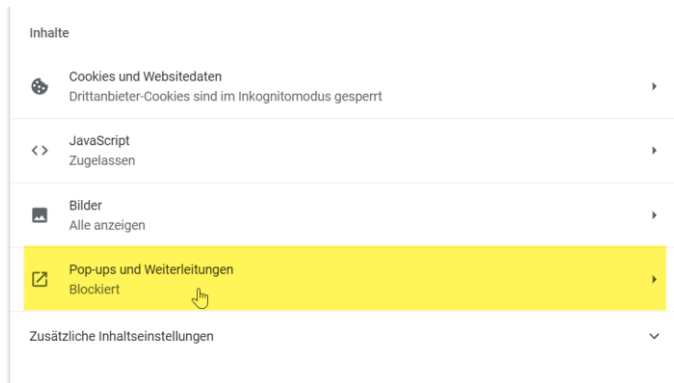 Inhalte
Cookies und Websitedaten
Drittanbieter-Cookies sind im Inkognitomodus gesperrt
JavaScript
Zugelassen
Bilder
Alle anzeigen
Pop-ups und Weiterleitungen
Blockiert
Zusätzliche Inhaltseinstellungen